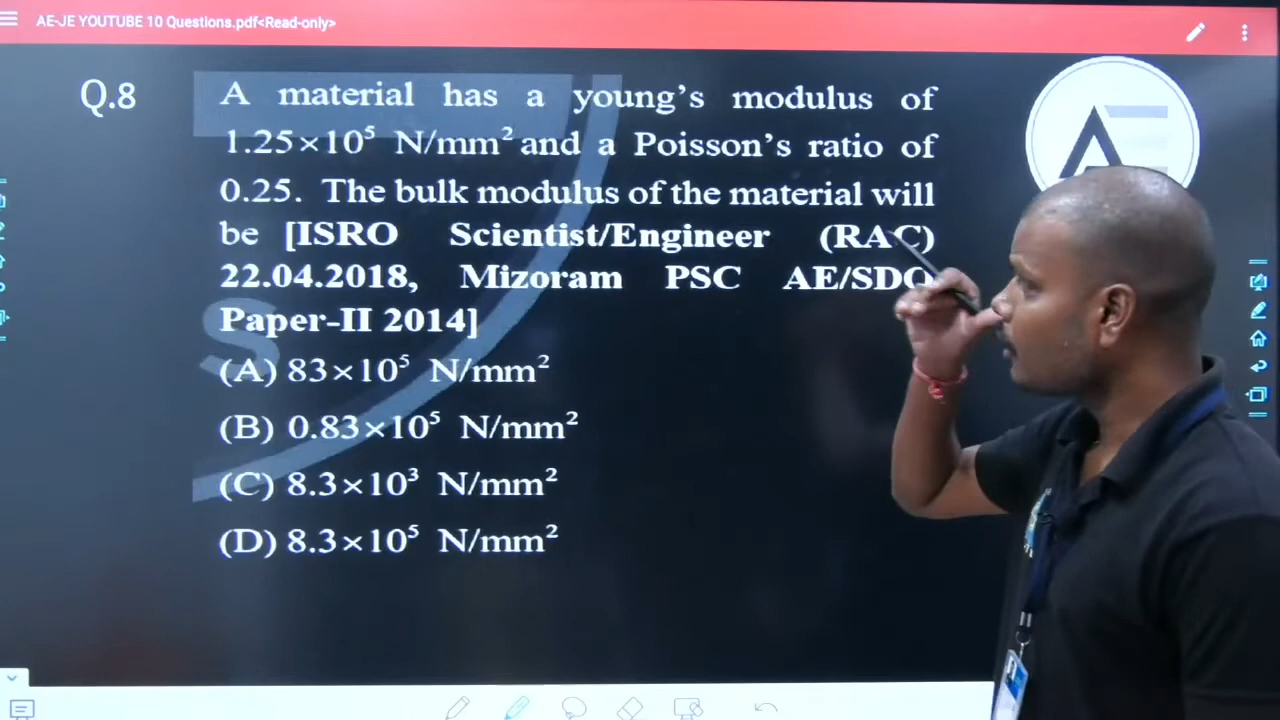 AE-JE YOUTUBE 10 Questions.pdf<Read-only>
Q.8 A material has a young's modulus of
1.25×10⁵ N/mm² and a Poisson's ratio of
0.25. The bulk modulus of the material will
be [ISRO Scientist/Engineer (RAC)
22.04.2018, Mizoram PSC AE/SDO
Paper-II 2014]
(A) 83×10⁵ N/mm²
(B) 0.83×10⁵ N/mm²
(C) 8.3×10³ N/mm²
(D) 8.3×10⁵ N/mm²